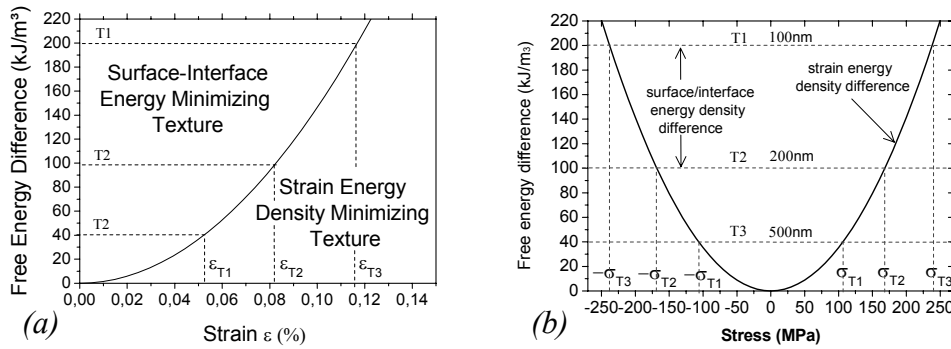 220
200
180
160
140
120
100
80
60
40
20
0
Free Energy Difference (kJ/m³)
T1
Surface-Interface
Energy Minimizing
Texture
T2
Strain Energy
Density Minimizing
Texture
T2
εT1 εT2 εT3
0,00 0,02 0,04 0,06 0,08 0,10 0,12
Strain ε (%)
(a)
220
200
180
160
140
120
100
80
60
40
20
0
Free energy difference (kJ/m3)
T1 100nm
strain energy
density difference
surface/interface
energy density
difference
T2 200nm
T3 500nm
−σT3 −σT2 −σT1 σT1 σT2 σT3
-250 -200 -150 -100 -50 0 50 100 150 200 250
Stress (MPa)
(b)